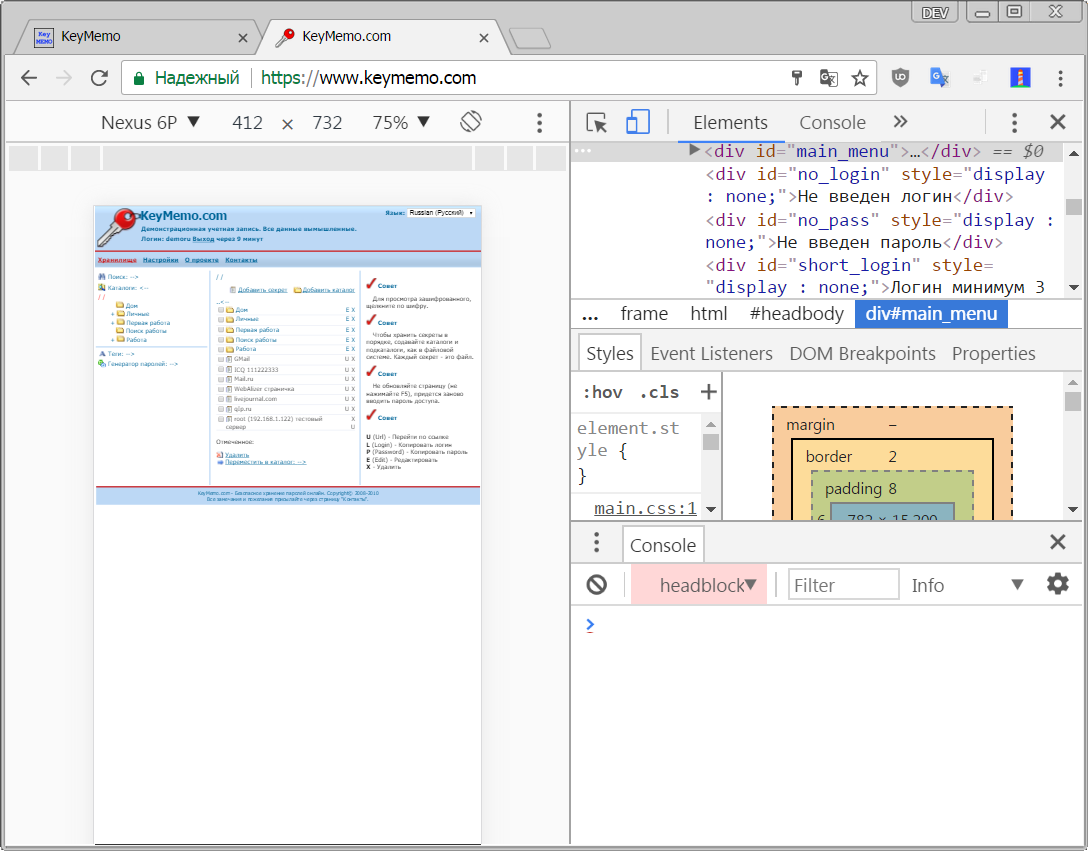 DEV
KeyMemo
KeyMemo.com
Надежный
https://www.keymemo.com
Nexus 6P
412 × 732
75%
Elements
Console
<div id="main_menu">…</div> == $0
<div id="no_login" style="display
: none;">Не введен логин</div>
<div id="no_pass" style="display :
none;">Не введен пароль</div>
<div id="short_login" style=
"display : none;">Логин минимум 3
... frame html #headbody div#main_menu
Styles Event Listeners DOM Breakpoints Properties
:hov .cls +
element.st
yle {
}
main.css:1
margin –
border 2
padding 8
Console
headblock
Filter
Info
KeyMemo.com
Язык: Russian (Русский)
Демонстрационная учетная запись. Все данные вымышленные.
Логин: demoru Выход через 9 минут
Хранилище Настройки О проекте Контакты
Поиск: -->
Каталоги: <--
/ /
Дом
+ Личные
+ Первая работа
Поиск работы
+ Работа
Теги: -->
Генератор паролей: -->
/ /
Добавить секрет Добавить каталог
..<--
Дом E X
Личные E X
Первая работа E X
Поиск работы E X
Работа E X
GMail U X
ICQ 111222333 U X
Mail.ru U X
WebAlizer страничка U X
livejournal.com U X
qip.ru U X
root (192.168.1.122) тестовый X
сервер U
Отмеченное:
Удалить
Переместить в каталог: -->
Совет
Для просмотра зашифрованного,
щелкните по шифру.
Совет
Чтобы хранить секреты в
порядке, создавайте каталоги и
подкаталоги, как в файловой
системе. Каждый секрет - это файл.
Совет
Не обновляйте страницу (не
нажимайте F5), придется заново
вводить пароль доступа.
Совет
U (Url) - Перейти по ссылке
L (Login) - Копировать логин
P (Password) - Копировать пароль
E (Edit) - Редактировать
X - Удалить
KeyMemo.com - Безопасное хранение паролей онлайн. Copyright© 2008-2010
Все замечания и пожелания присылайте через страницу "Контакты".